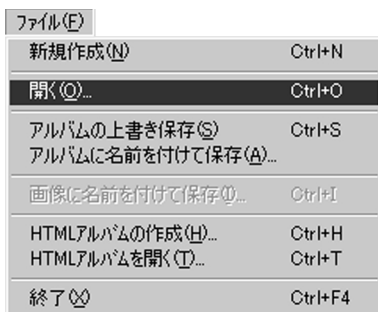 ファイル(F)
新規作成(N) Ctrl+N
開く(O)... Ctrl+O
アルバムの上書き保存(S) Ctrl+S
アルバムに名前を付けて保存(A)...
画像に名前を付けて保存(I)... Ctrl+I
HTMLアルバムの作成(H)... Ctrl+H
HTMLアルバムを開く(T)... Ctrl+T
終了(X) Ctrl+F4